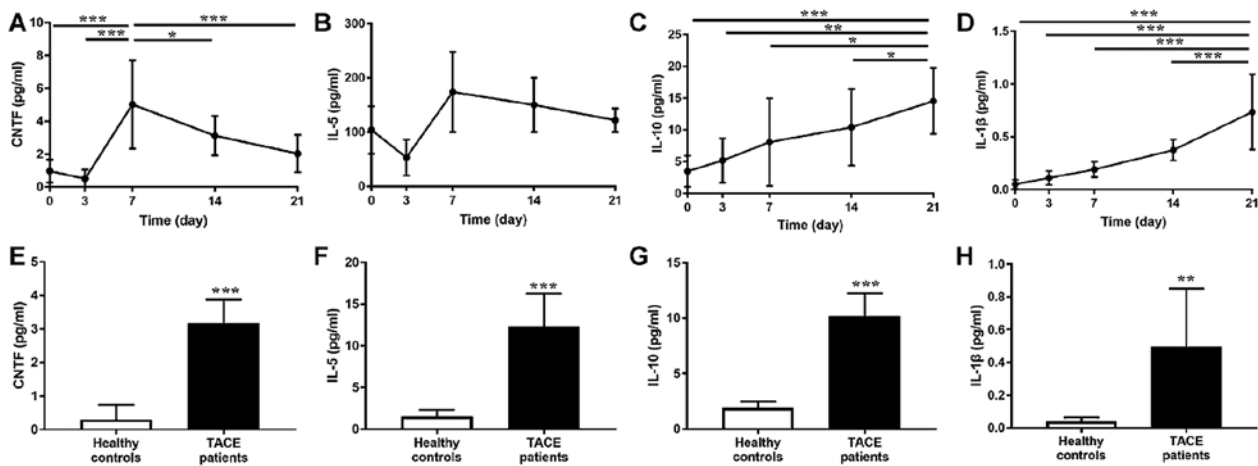 A
CNTF (pg/ml)
10
8
6
4
2
0
***
***
***
*
0 3 7 14 21
Time (day)
B
IL-5 (pg/ml)
300
200
100
0
0 3 7 14 21
Time (day)
C
IL-10 (pg/ml)
25
20
15
10
5
0
***
**
*
*
0 3 7 14 21
Time (day)
D
IL-1β (pg/ml)
1.5
1.0
0.5
0.0
***
***
***
***
0 3 7 14 21
Time (day)
E
CNTF (pg/ml)
5
4
3
2
1
0
***
Healthy
controls
TACE
patients
F
IL-5 (pg/ml)
20
15
10
5
0
***
Healthy
controls
TACE
patients
G
IL-10 (pg/ml)
15
10
5
0
***
Healthy
controls
TACE
patients
H
IL-1β (pg/ml)
1.0
0.8
0.6
0.4
0.2
0.0
**
Healthy
controls
TACE
patients